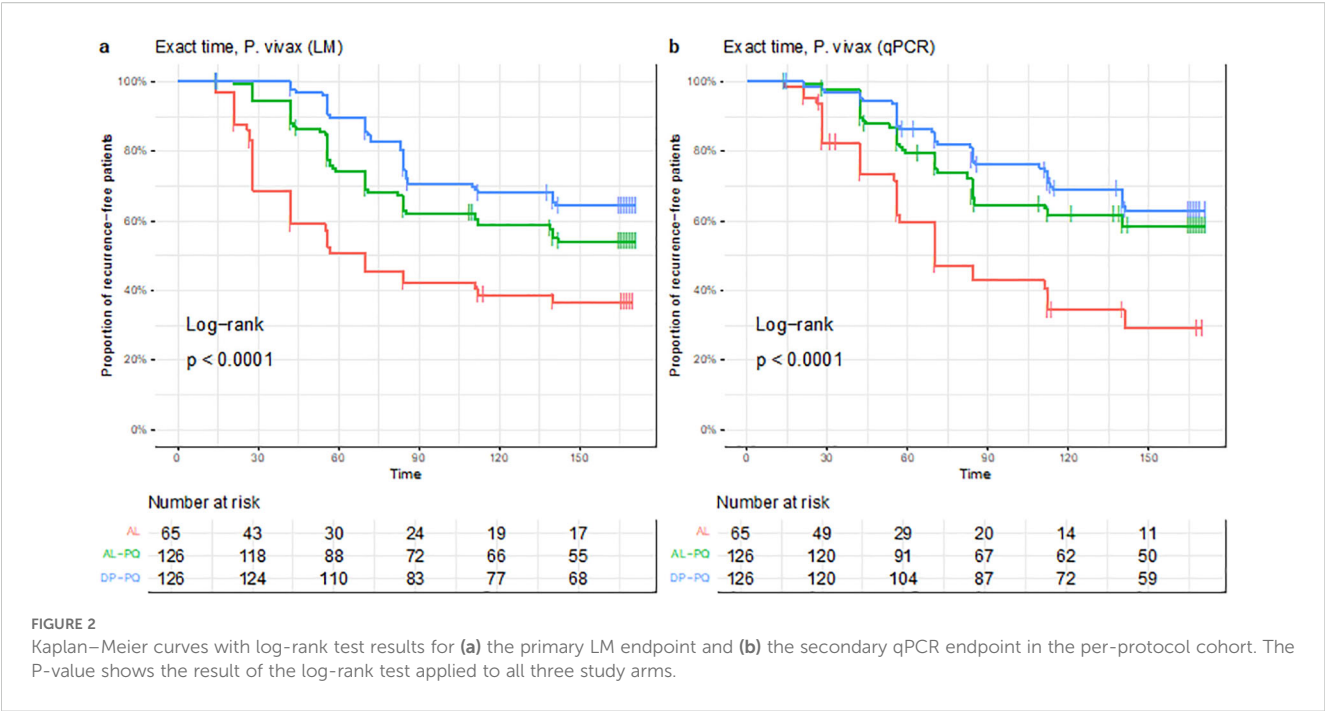 a Exact time, P. vivax (LM)
Proportion of recurrence-free patients
100%
80%
60%
40%
20%
0%
Log-rank
p < 0.0001
0 30 60 90 120 150
Time
Number at risk
AL 65 43 30 24 19 17
AL-PQ 126 118 88 72 66 55
DP-PQ 126 124 110 83 77 68
b Exact time, P. vivax (qPCR)
Proportion of recurrence-free patients
100%
80%
60%
40%
20%
0%
Log-rank
p < 0.0001
0 30 60 90 120 150
Time
Number at risk
65 49 29 20 14 11
126 120 91 67 62 50
126 120 104 87 72 59
FIGURE 2
Kaplan–Meier curves with log-rank test results for (a) the primary LM endpoint and (b) the secondary qPCR endpoint in the per-protocol cohort. The
P-value shows the result of the log-rank test applied to all three study arms.